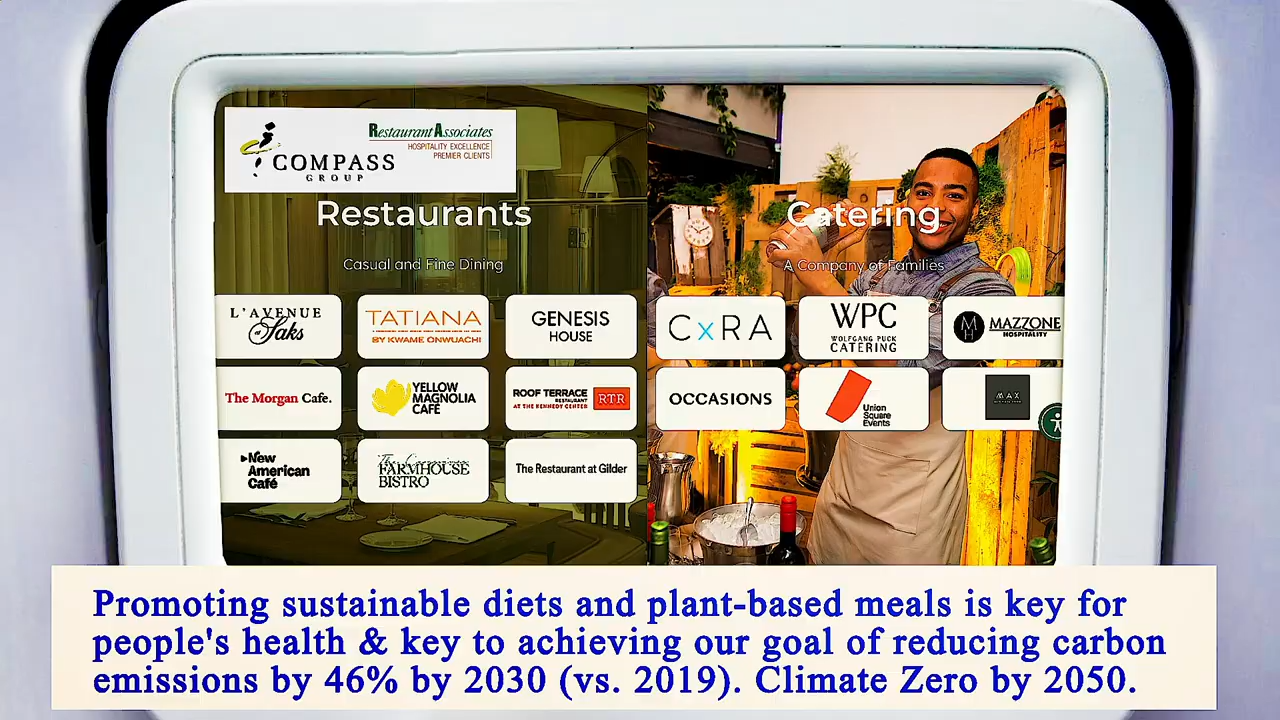 COMPASS
GROUP
Restaurant Associates
HOSPITALITY EXCELLENCE
PREMIER CLIENTS
Restaurants
Casual and Fine Dining
L'AVENUE
at Saks
TATIANA
BY KWAME ONWUACHI
GENESIS
HOUSE
The Morgan Cafe.
YELLOW
MAGNOLIA
CAFÉ
ROOF TERRACE
RESTAURANT
AT THE KENNEDY CENTER
RTR
New
American
Café
FARMHOUSE
BISTRO
The Restaurant at Gilder
Catering
A Company of Families
CxRA
WPC
WOLFGANG PUCK
CATERING
MH
MAZZONE
HOSPITALITY
OCCASIONS
Union
Square
Events
MAX
Promoting sustainable diets and plant-based meals is key for
people's health & key to achieving our goal of reducing carbon
emissions by 46% by 2030 (vs. 2019). Climate Zero by 2050.